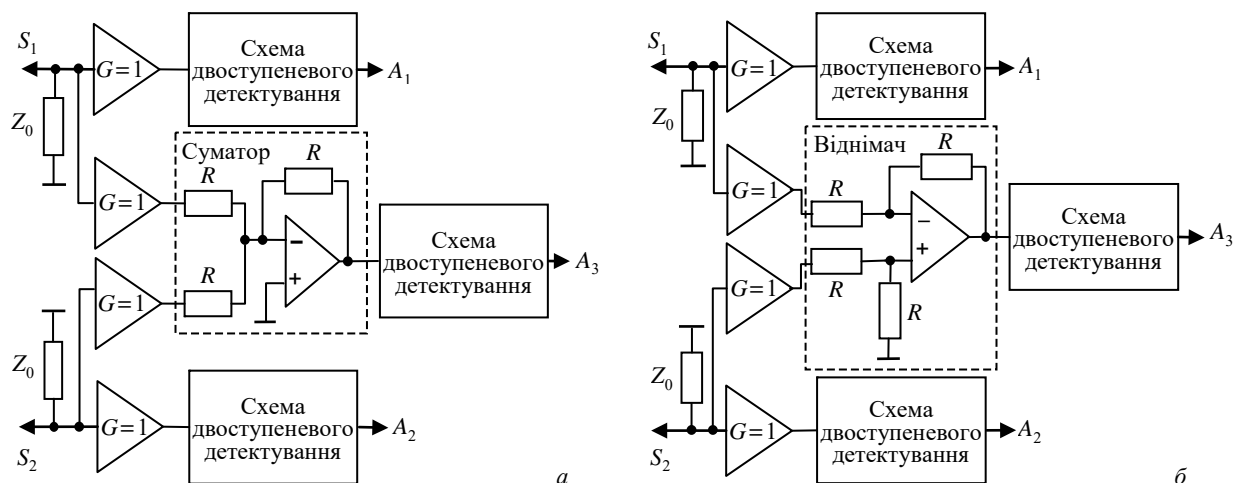 S1
G=1
Схема
двоступеневого
детектування
A1
Z0
Суматор
R
R
G=1
−
+
Схема
двоступеневого
детектування
A3
G=1
R
Z0
G=1
Схема
двоступеневого
детектування
A2
S2
а
S1
G=1
Схема
двоступеневого
детектування
A1
Z0
Віднімач
R
G=1
R
−
+
Схема
двоступеневого
детектування
A3
G=1
R
R
Z0
G=1
Схема
двоступеневого
детектування
A2
S2
б